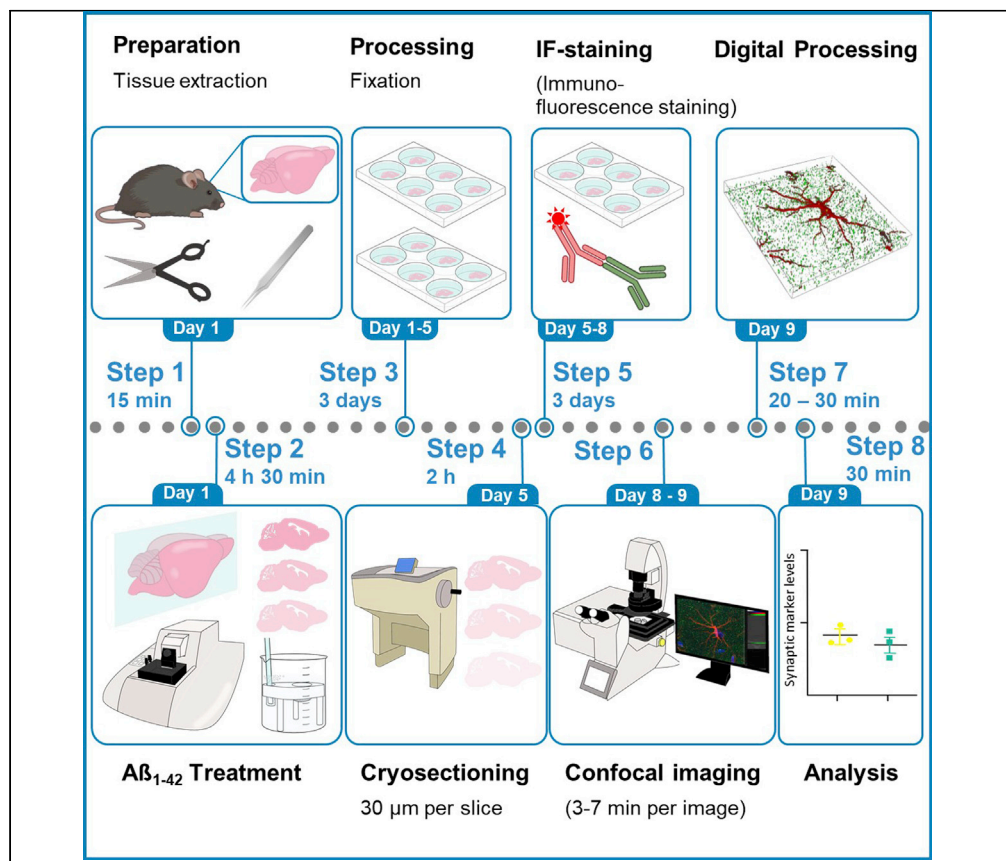 Preparation
Tissue extraction
Processing
Fixation
IF-staining
(Immuno-
fluorescence staining)
Digital Processing
Day 1
Day 1-5
Day 5-8
Day 9
Step 1
15 min
Step 3
3 days
Step 5
3 days
Step 7
20 – 30 min
Step 2
4 h 30 min
Step 4
2 h
Step 6
Step 8
30 min
Day 1
Day 5
Day 8 - 9
Day 9
Synaptic marker levels
Aß₁₋₄₂ Treatment
Cryosectioning
30 µm per slice
Confocal imaging
(3-7 min per image)
Analysis